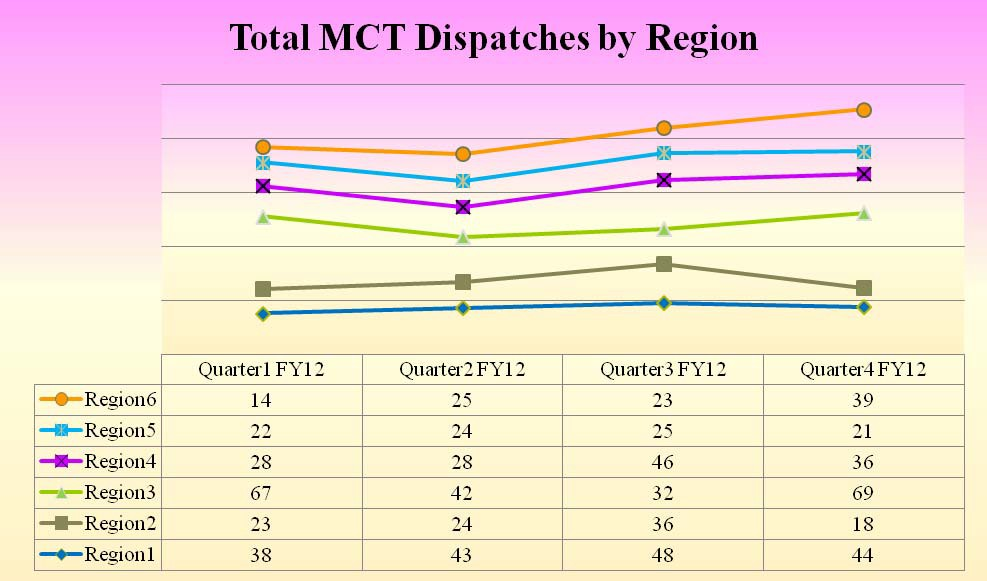 Total MCT Dispatches by Region
Quarter1 FY12 Quarter2 FY12 Quarter3 FY12 Quarter4 FY12
Region6 14 25 23 39
Region5 22 24 25 21
Region4 28 28 46 36
Region3 67 42 32 69
Region2 23 24 36 18
Region1 38 43 48 44